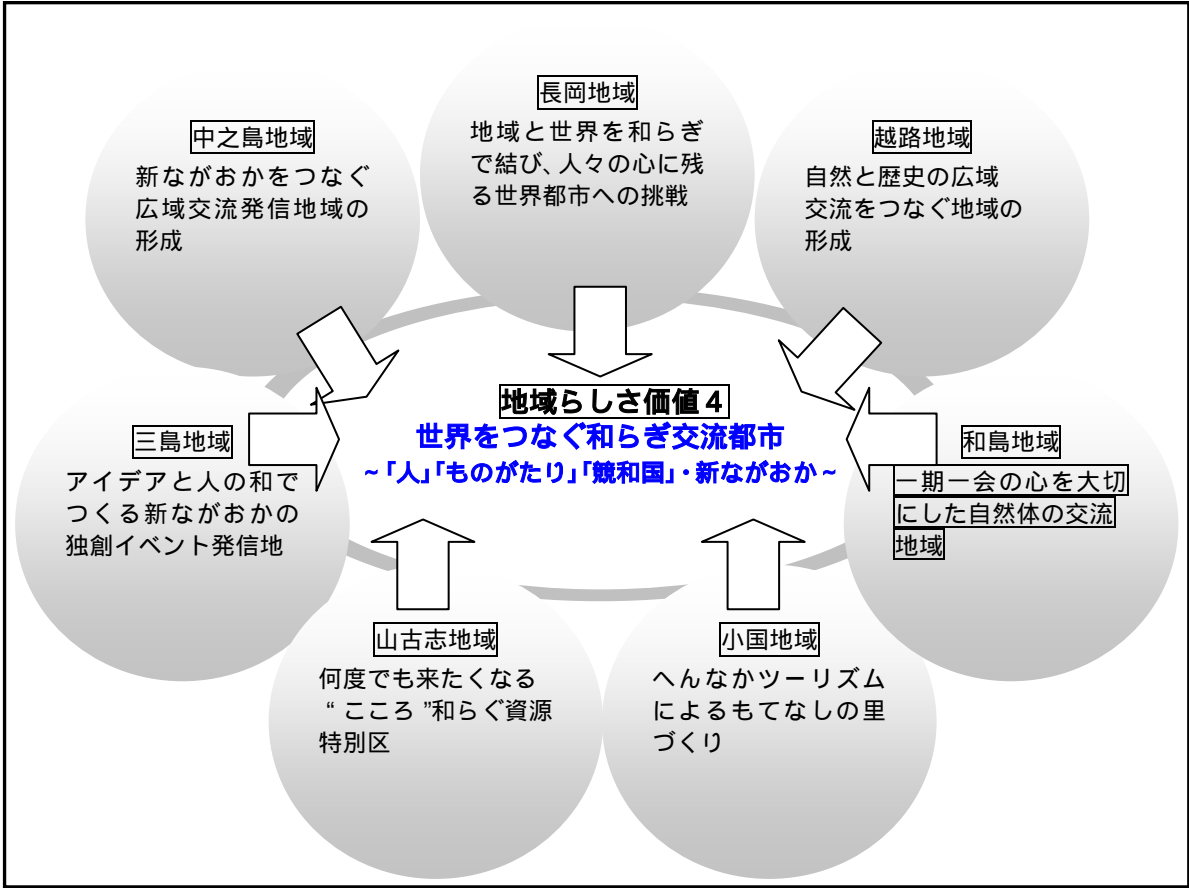 長岡地域
地域と世界を和らぎ
で結び、人々の心に残
る世界都市への挑戦
中之島地域
新ながおかをつなぐ
広域交流発信地域の
形成
越路地域
自然と歴史の広域
交流をつなぐ地域の
形成
地域らしさ価値4
世界をつなぐ和らぎ交流都市
~「人」「ものがたり」「競和国」・新ながおか~
三島地域
アイデアと人の和で
つくる新ながおかの
独創イベント発信地
和島地域
一期一会の心を大切
にした自然体の交流
地域
山古志地域
何度でも来たくなる
“こころ”和らぐ資源
特別区
小国地域
へんなかツーリズム
によるもてなしの里
づくり